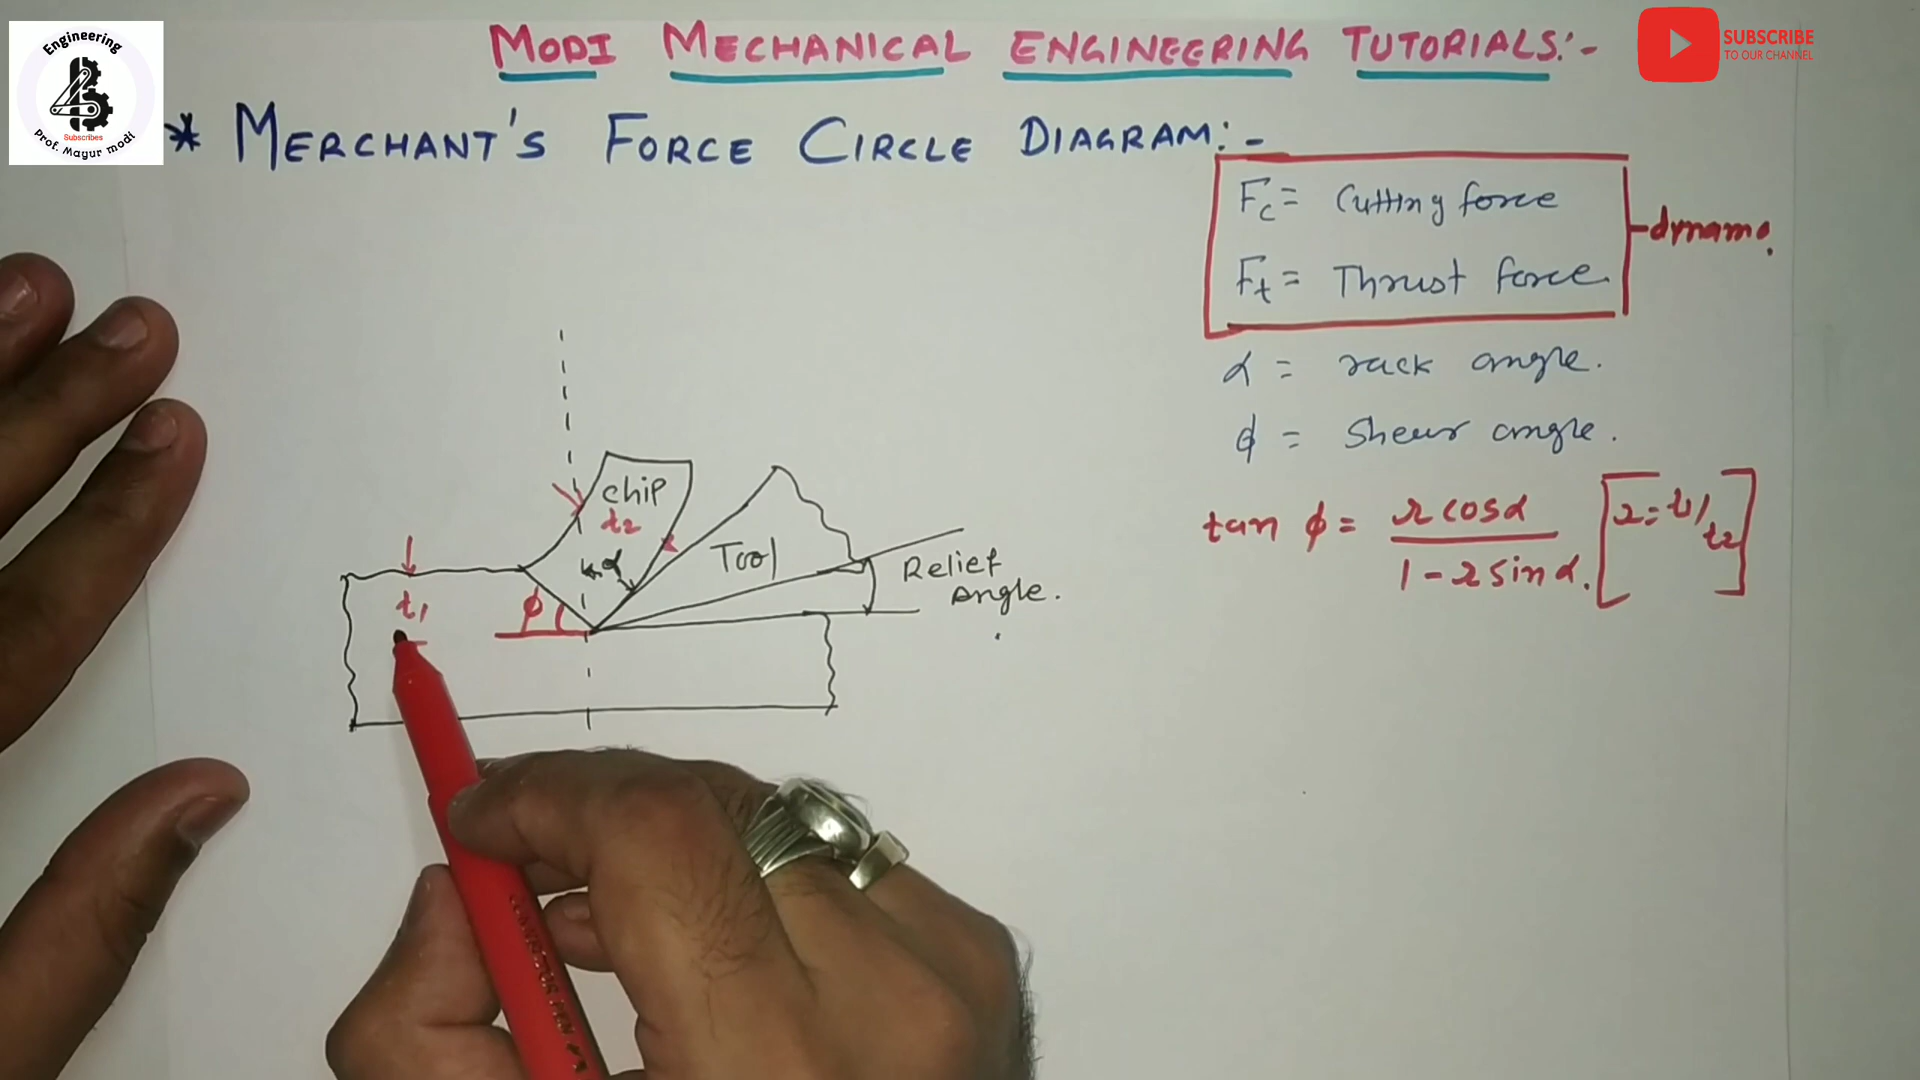 MODI MECHANICAL ENGINEERING TUTORIALS:-
SUBSCRIBE
TO OUR CHANNEL
Engineering
Subscribes
Prof. Mayur modi
* MERCHANT'S FORCE CIRCLE DIAGRAM:-
Fc = Cutting force
Ft = Thrust force.
dynamo.
α = rack angle.
ϕ = Shear angle.
tan ϕ = r cosα / 1 - r sin α. [r = t1/t2]
chip
t2
α
Tool
Relief
Angle.
ϕ
t1